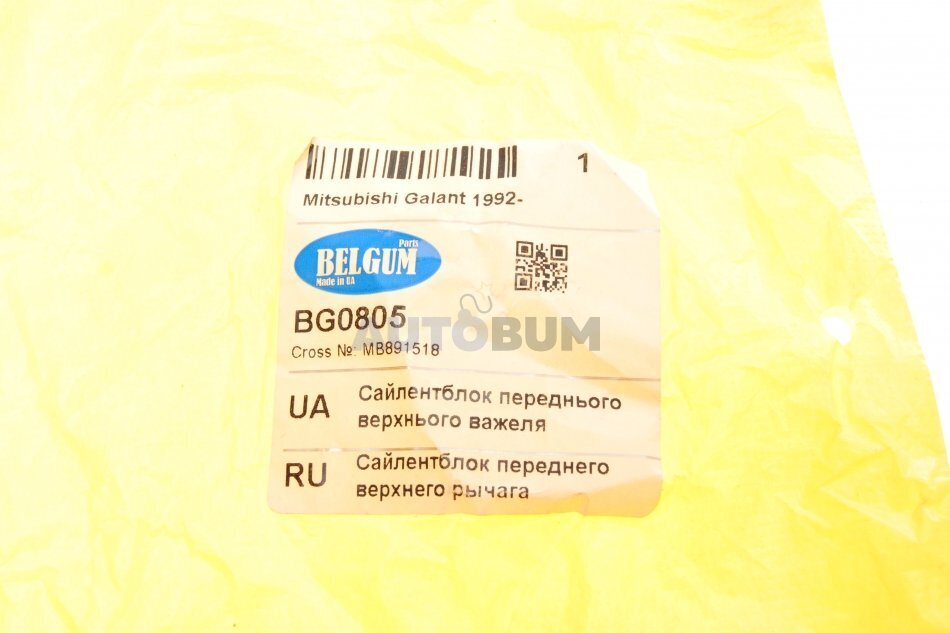 1
Mitsubishi Galant 1992-
Parts
BELGUM
Made in UA
BG0805
AUTOBUM
Cross №: MB891518
UA
Сайлентблок переднього
верхнього важеля
RU
Сайлентблок переднего
верхнего рычага